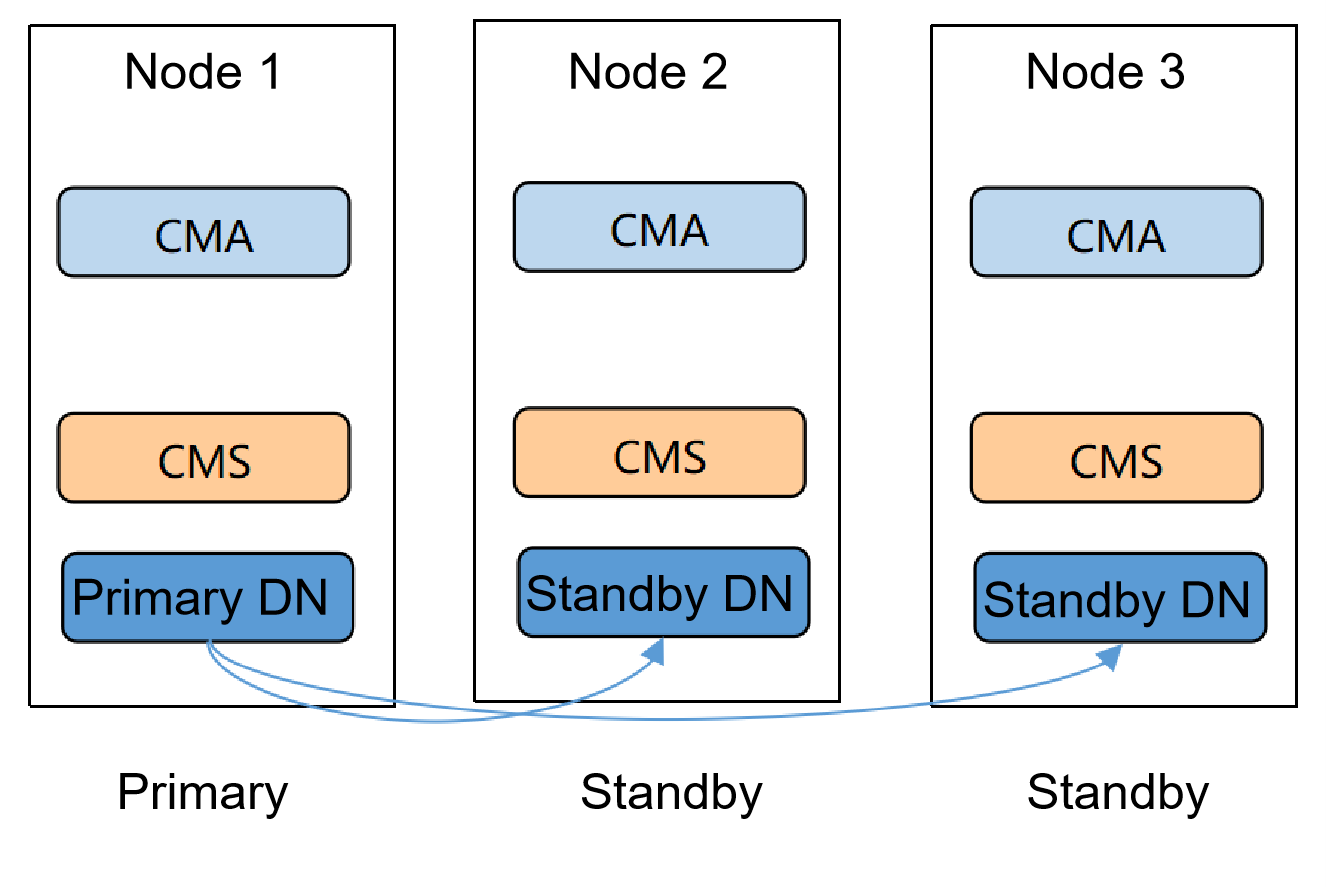 Node 1
Node 2
Node 3
CMA
CMA
CMA
CMS
CMS
CMS
Primary DN
Standby DN
Standby DN
Primary
Standby
Standby